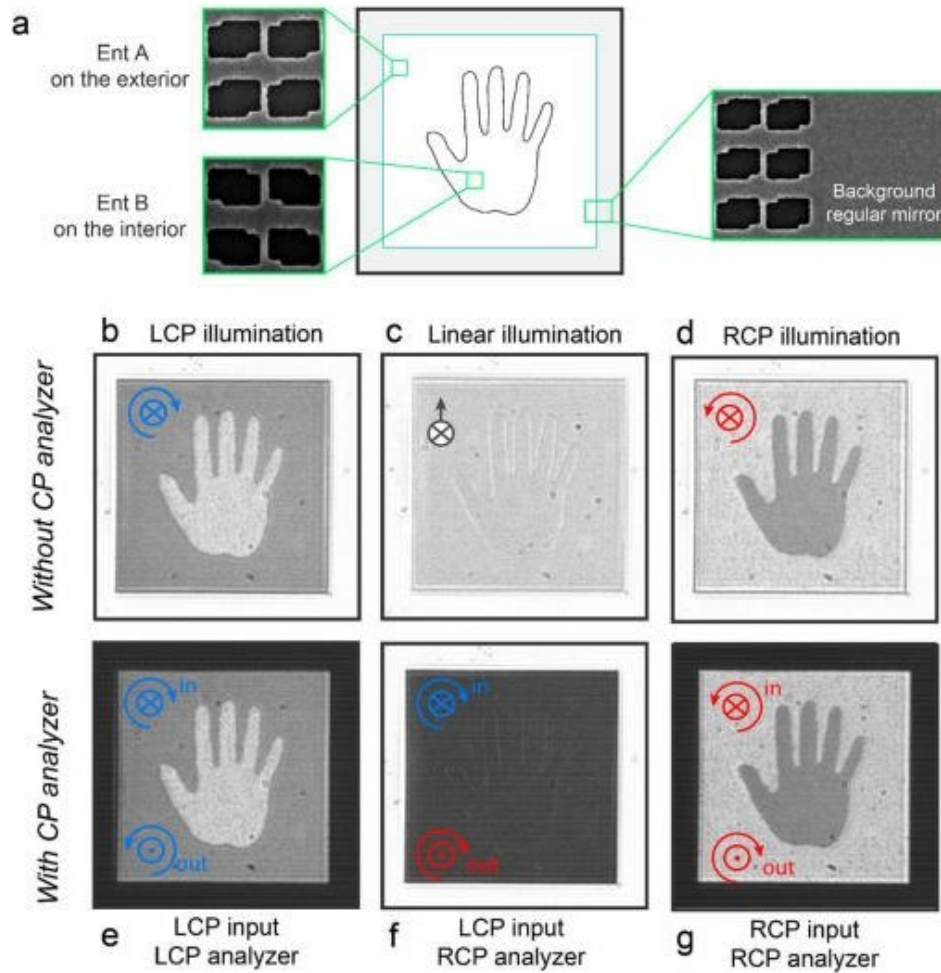 a
Ent A
on the exterior
Ent B
on the interior
Background
regular mirror
b
LCP illumination
c
Linear illumination
d
RCP illumination
Without CP analyzer
With CP analyzer
in
out
in
out
in
out
e
LCP input
LCP analyzer
f
LCP input
RCP analyzer
g
RCP input
RCP analyzer